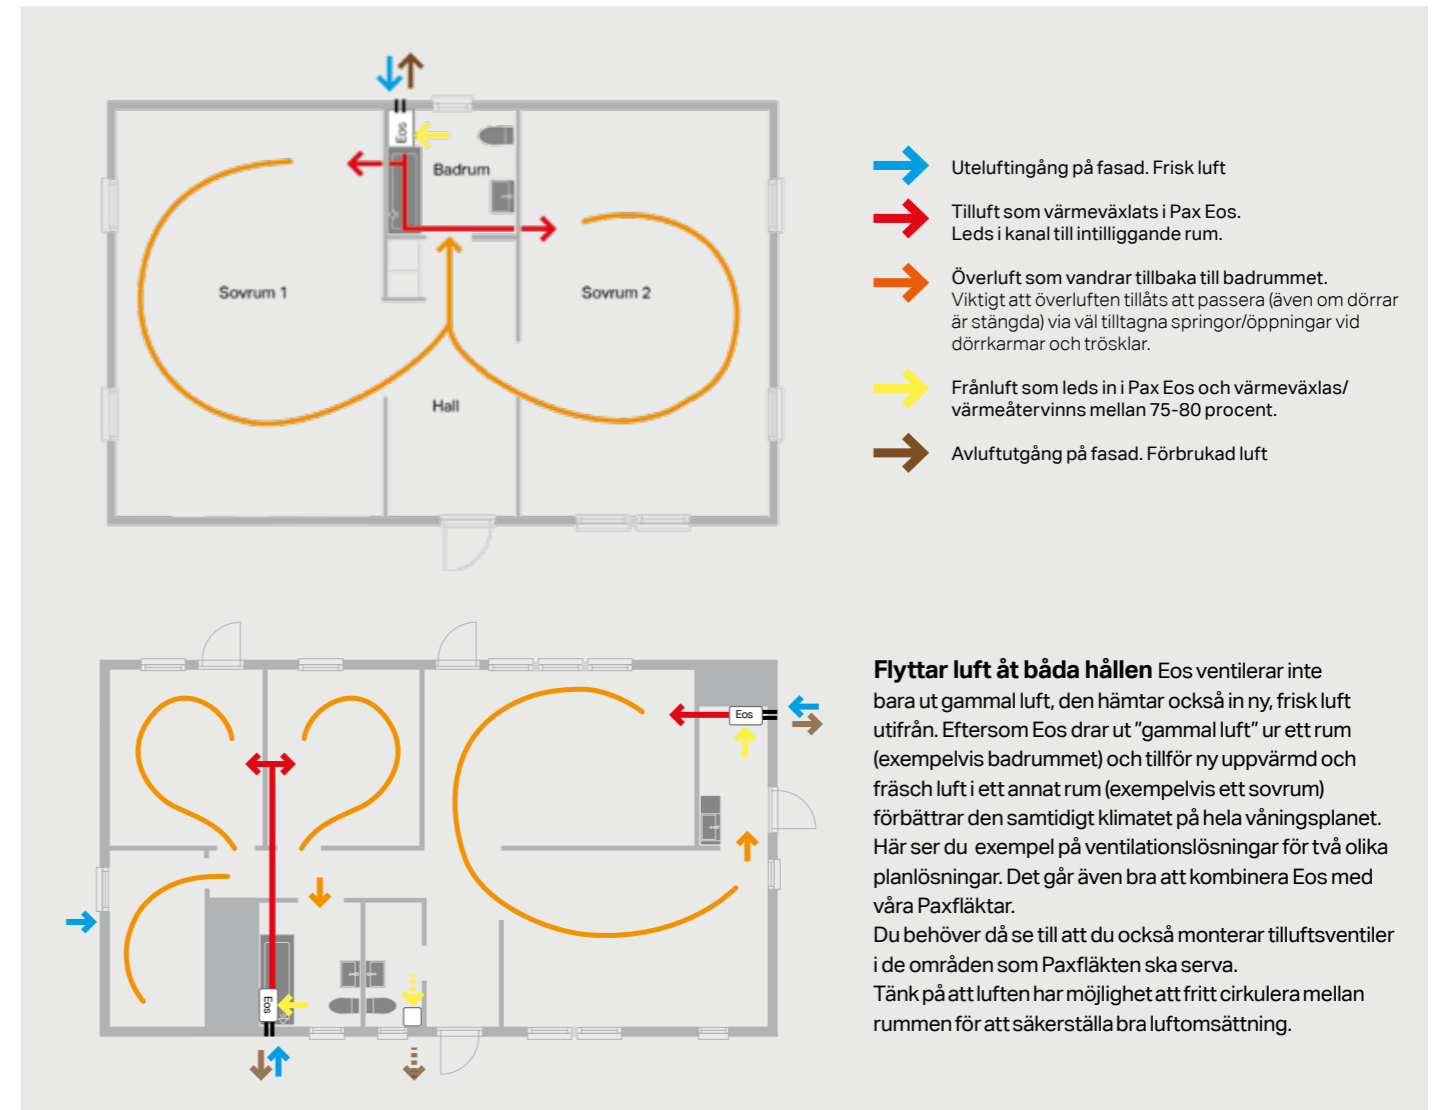 Eos
Badrum
Sovrum 1
Sovrum 2
Hall
Uteluftingång på fasad. Frisk luft
Tilluft som värmeväxlats i Pax Eos.
Leds i kanal till intilliggande rum.
Överluft som vandrar tillbaka till badrummet.
Viktigt att överluften tillåts att passera (även om dörrar
är stängda) via väl tilltagna springor/öppningar vid
dörrkarmar och trösklar.
Frånluft som leds in i Pax Eos och värmeväxlas/
värmeåtervinns mellan 75-80 procent.
Avluftutgång på fasad. Förbrukad luft
Eos
Eos
Flyttar luft åt båda hållen Eos ventilerar inte
bara ut gammal luft, den hämtar också in ny, frisk luft
utifrån. Eftersom Eos drar ut ”gammal luft” ur ett rum
(exempelvis badrummet) och tillför ny uppvärmd och
fräsch luft i ett annat rum (exempelvis ett sovrum)
förbättrar den samtidigt klimatet på hela våningsplanet.
Här ser du exempel på ventilationslösningar för två olika
planlösningar. Det går även bra att kombinera Eos med
våra Paxfläktar.
Du behöver då se till att du också monterar tilluftsventiler
i de områden som Paxfläkten ska serva.
Tänk på att luften har möjlighet att fritt cirkulera mellan
rummen för att säkerställa bra luftomsättning.